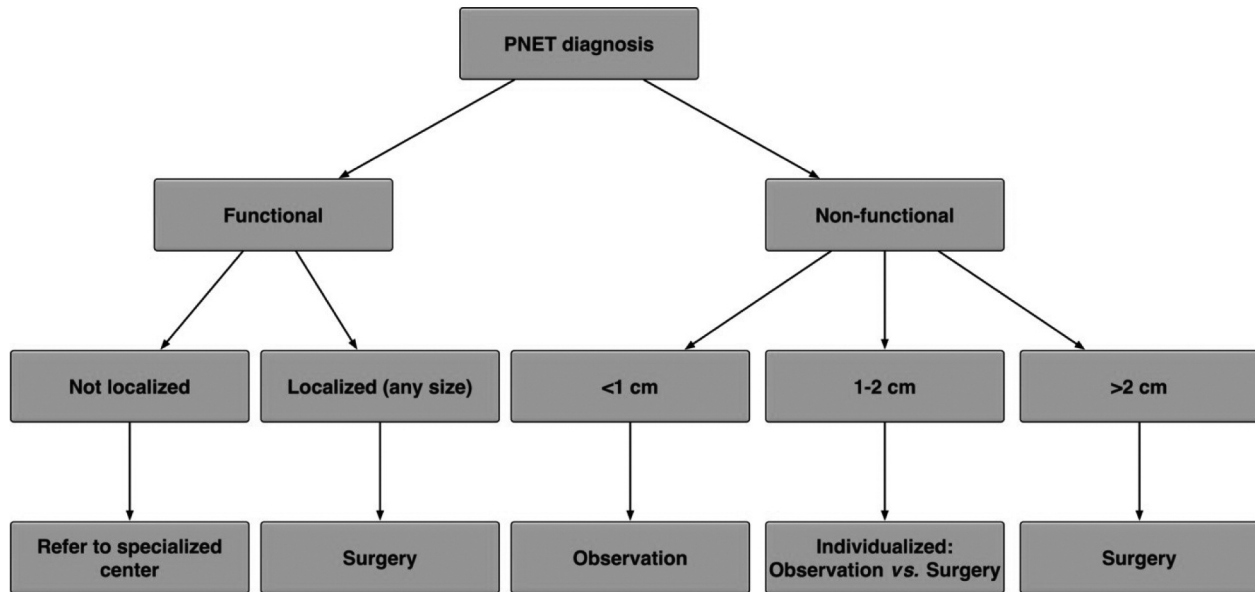 PNET diagnosis
Functional
Non-functional
Not localized
Localized (any size)
<1 cm
1-2 cm
>2 cm
Refer to specialized
center
Surgery
Observation
Individualized:
Observation vs. Surgery
Surgery